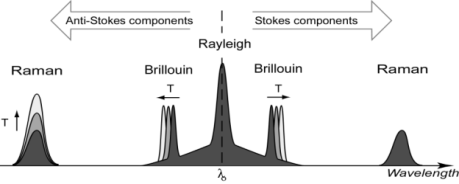 Anti-Stokes components Stokes components
Rayleigh
Raman Brillouin Brillouin Raman
T T
T
λ₀ Wavelength